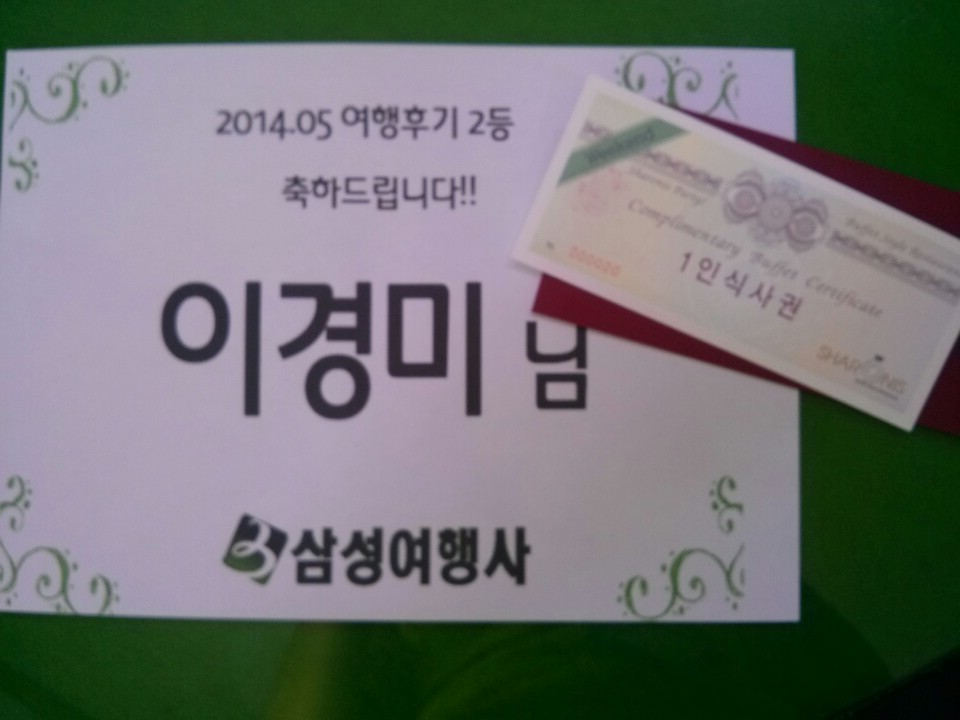 2014.05 여행후기 2등
축하드립니다!!
이경미 님
삼성여행사
Weekend
Complimentary Buffet Certificate
1인식사권